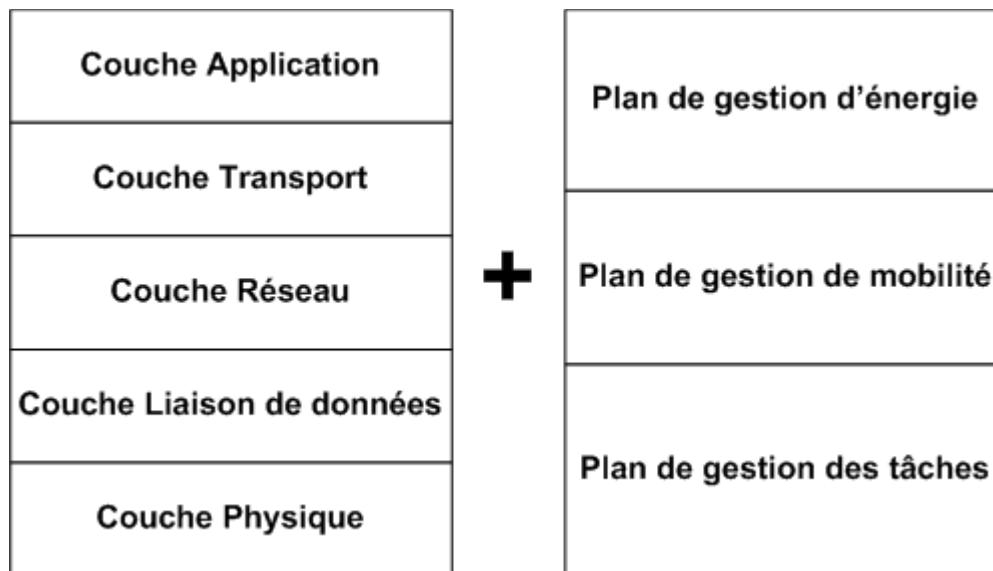 Couche Application
Couche Transport
Couche Réseau
Couche Liaison de données
Couche Physique
+
Plan de gestion d'énergie
Plan de gestion de mobilité
Plan de gestion des tâches